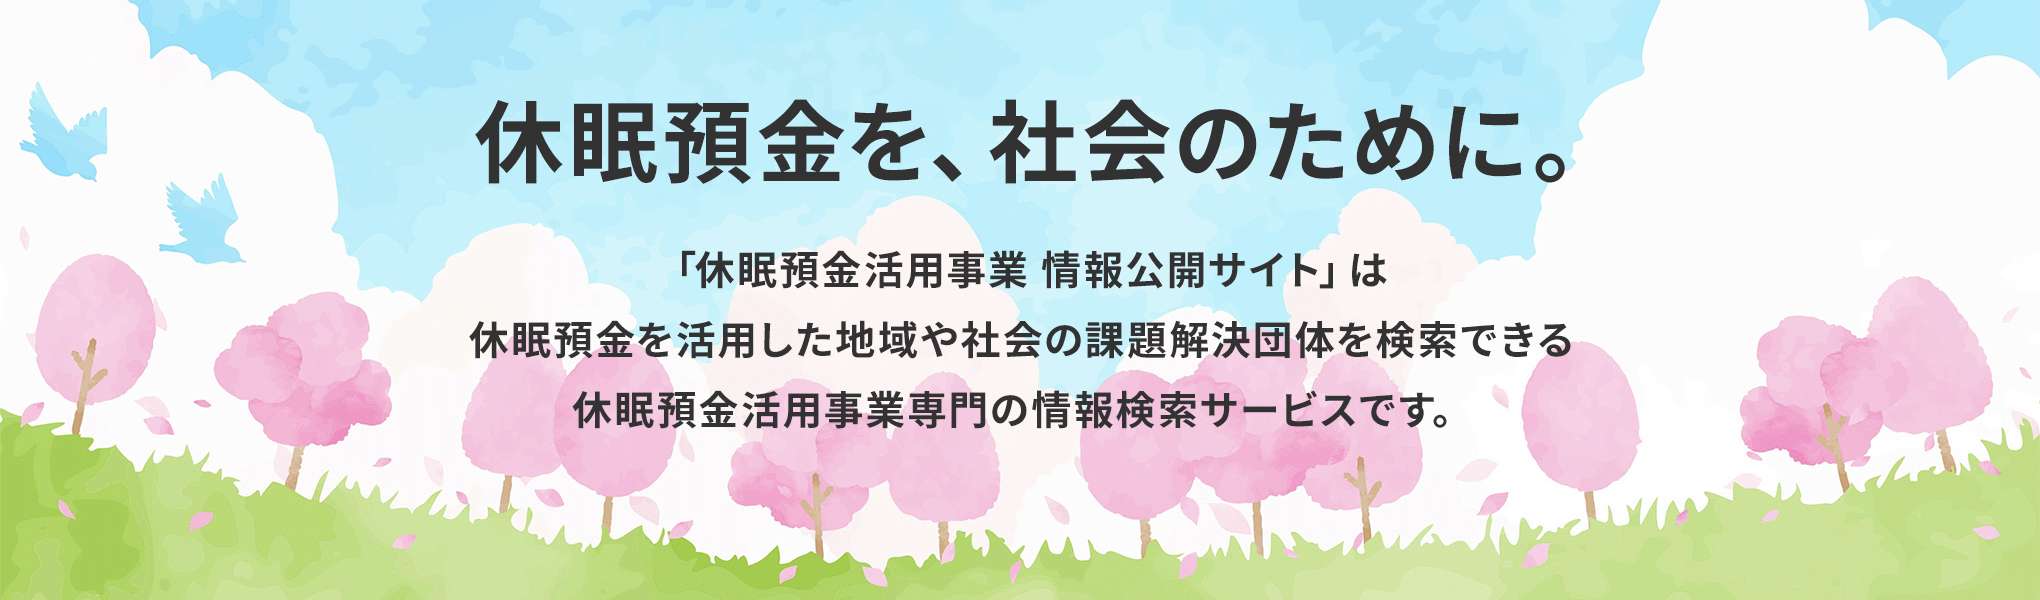 休眠預金を、社会のために。
「休眠預金活用事業 情報公開サイト」は
休眠預金を活用した地域や社会の課題解決団体を検索できる
休眠預金活用事業専門の情報検索サービスです。